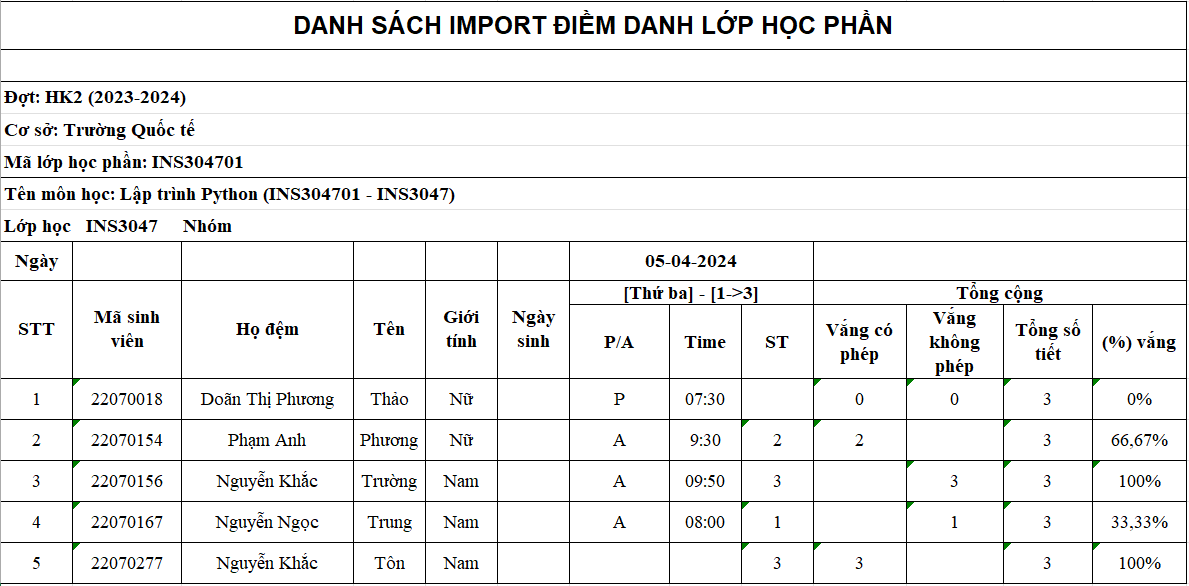 DANH SÁCH IMPORT ĐIỂM DANH LỚP HỌC PHẦN
Đợt: HK2 (2023-2024)
Cơ sở: Trường Quốc tế
Mã lớp học phần: INS304701
Tên môn học: Lập trình Python (INS304701 - INS3047)
Lớp học INS3047 Nhóm
Ngày 05-04-2024
STT Mã sinh viên Họ đệm Tên Giới tính Ngày sinh [Thứ ba] - [1->3] Tổng cộng
P/A Time ST Vắng có phép Vắng không phép Tổng số tiết (%) vắng
1 22070018 Doãn Thị Phương Thảo Nữ P 07:30 0 0 3 0%
2 22070154 Phạm Anh Phương Nữ A 9:30 2 2 3 66,67%
3 22070156 Nguyễn Khắc Trường Nam A 09:50 3 3 3 100%
4 22070167 Nguyễn Ngọc Trung Nam A 08:00 1 1 3 33,33%
5 22070277 Nguyễn Khắc Tôn Nam 3 3 3 100%